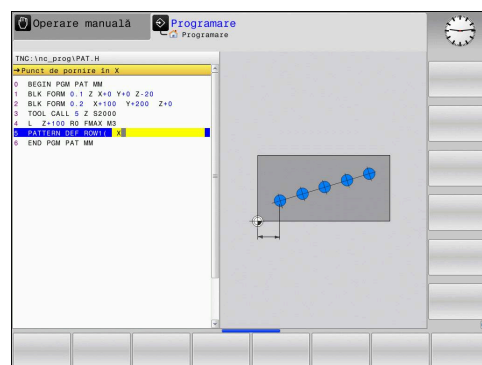 Operare manuală
Programare
Programare
TNC:\nc_prog\PAT.H
→Punct de pornire în X
0 BEGIN PGM PAT MM
1 BLK FORM 0.1 Z X+0 Y+0 Z-20
2 BLK FORM 0.2 X+100 Y+200 Z+0
3 TOOL CALL 5 Z S2000
4 L Z+100 R0 FMAX M3
5 PATTERN DEF ROW1( X
6 END PGM PAT MM